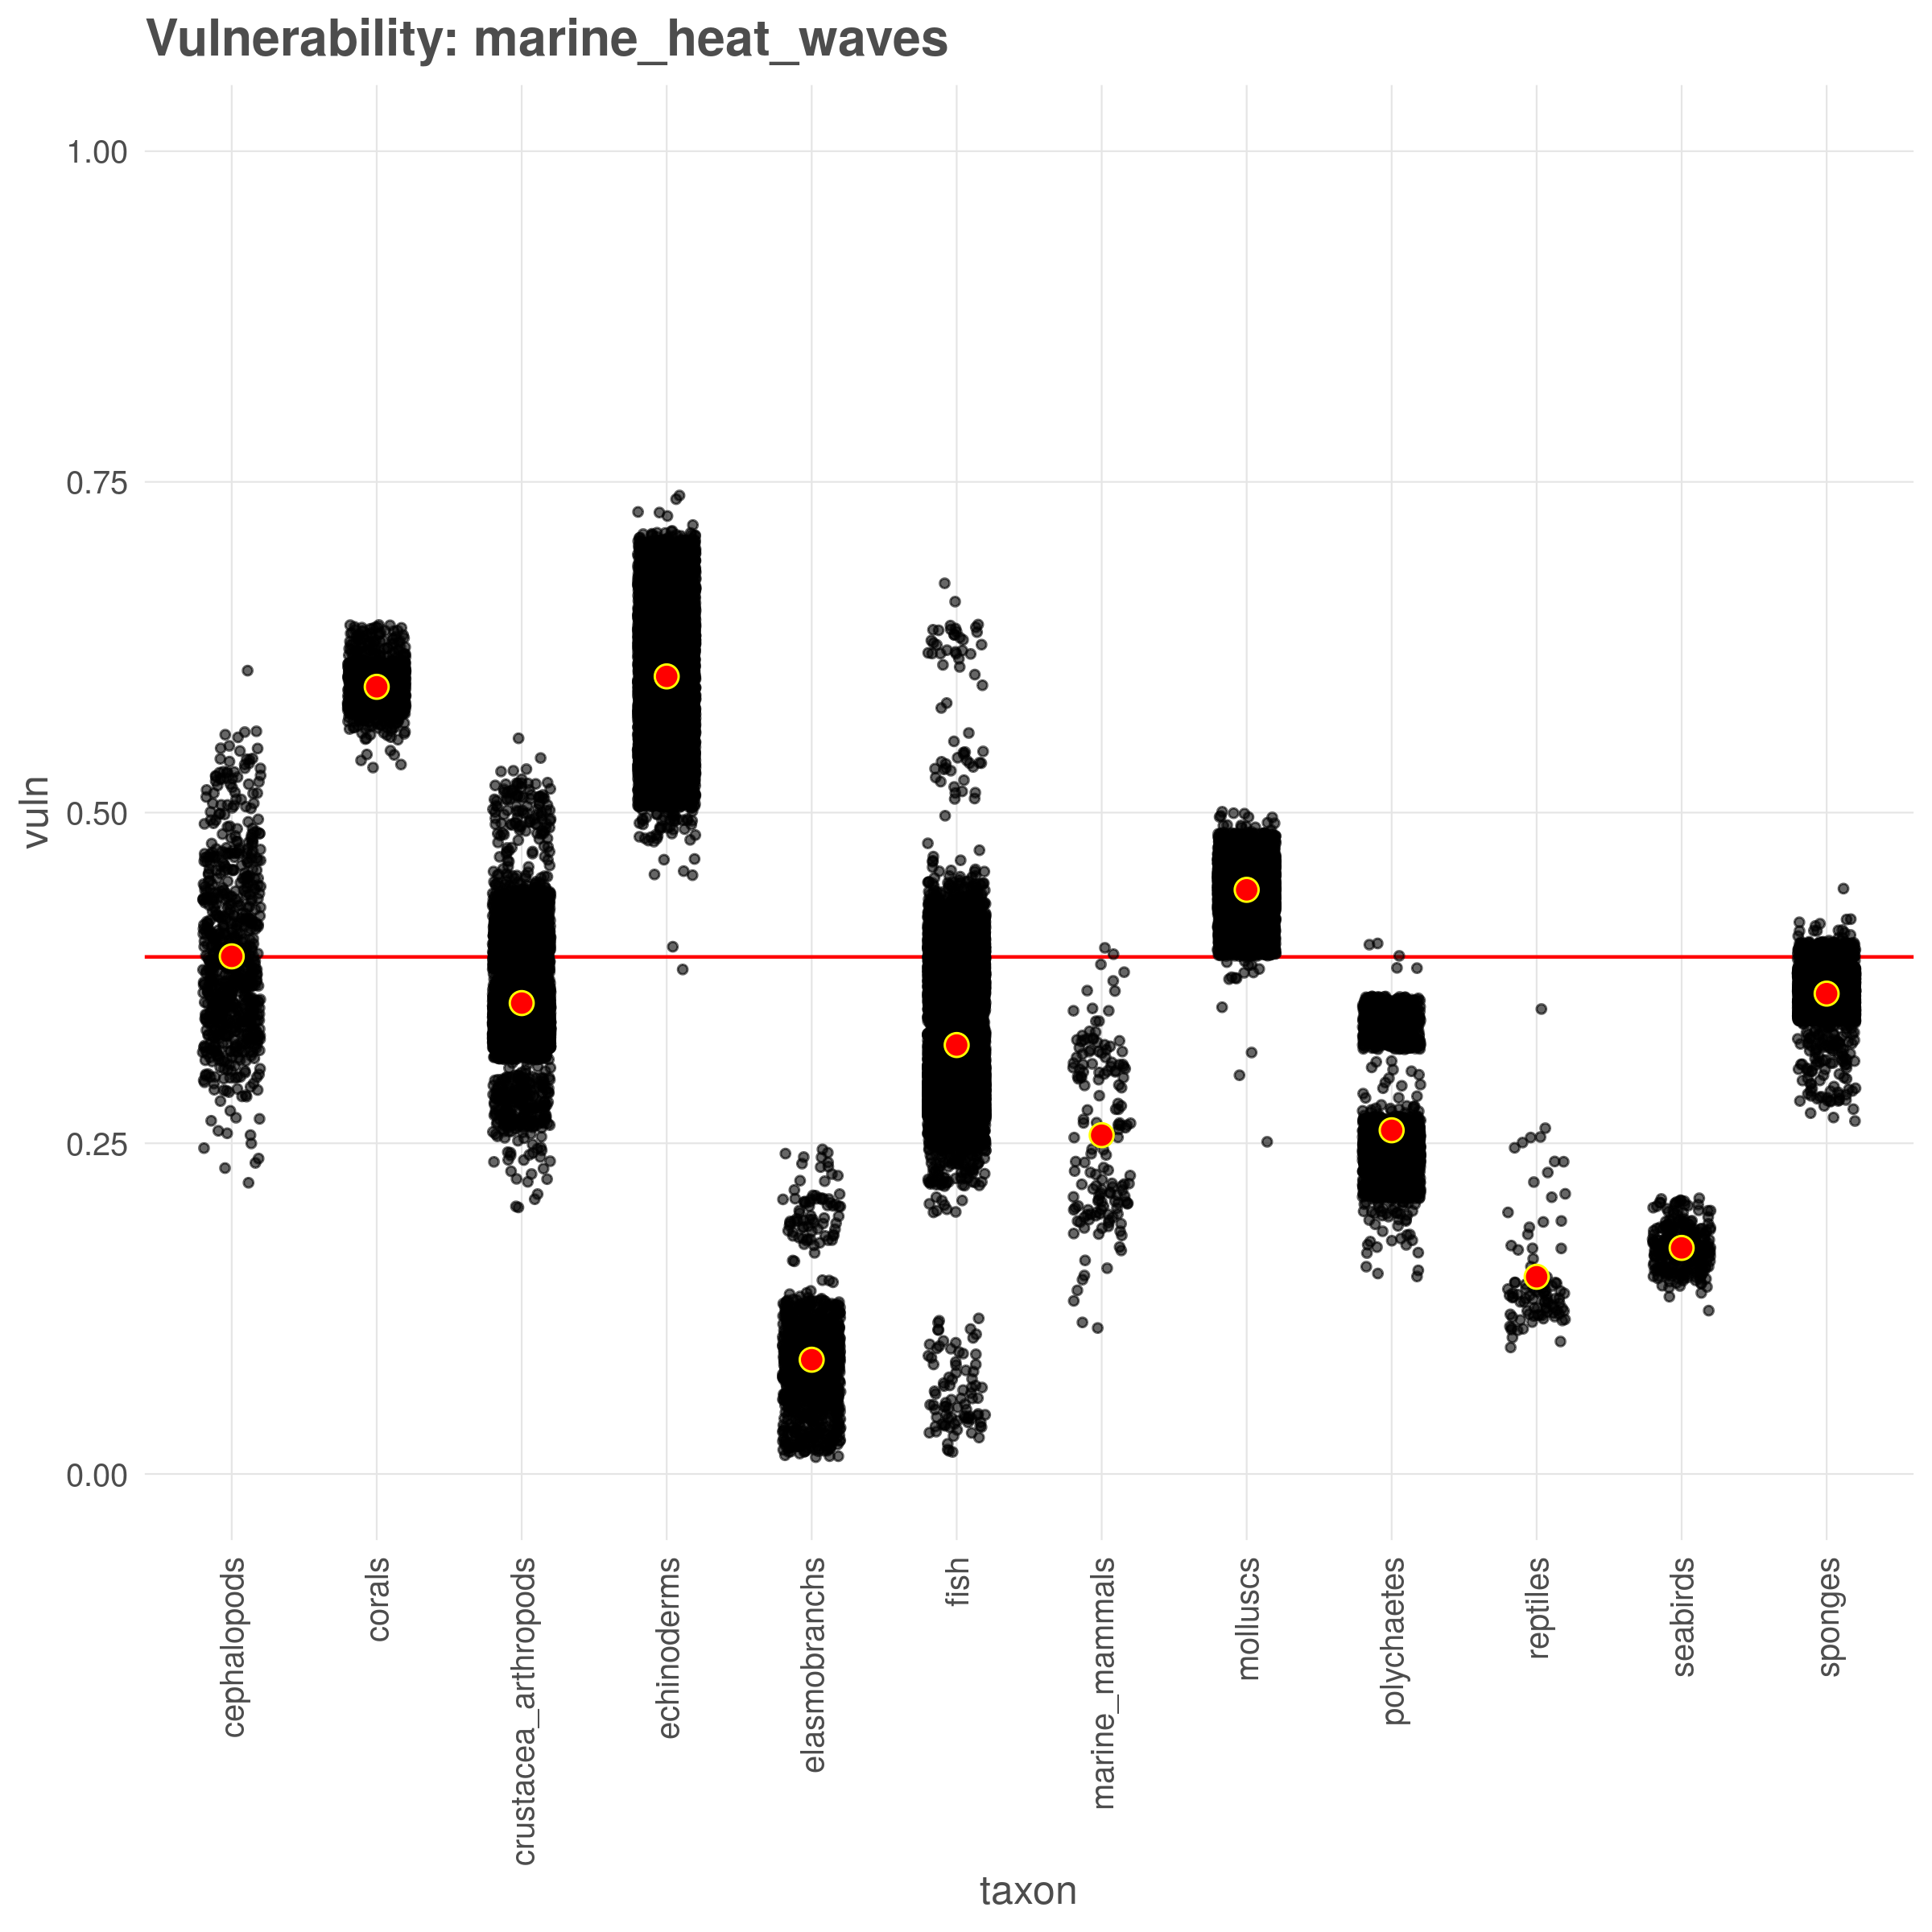 Vulnerability: marine_heat_waves
1.00
0.75
0.50
0.25
0.00
vuln
cephalopods
corals
crustacea_arthropods
echinoderms
elasmobranchs
fish
marine_mammals
molluscs
polychaetes
reptiles
seabirds
sponges
taxon